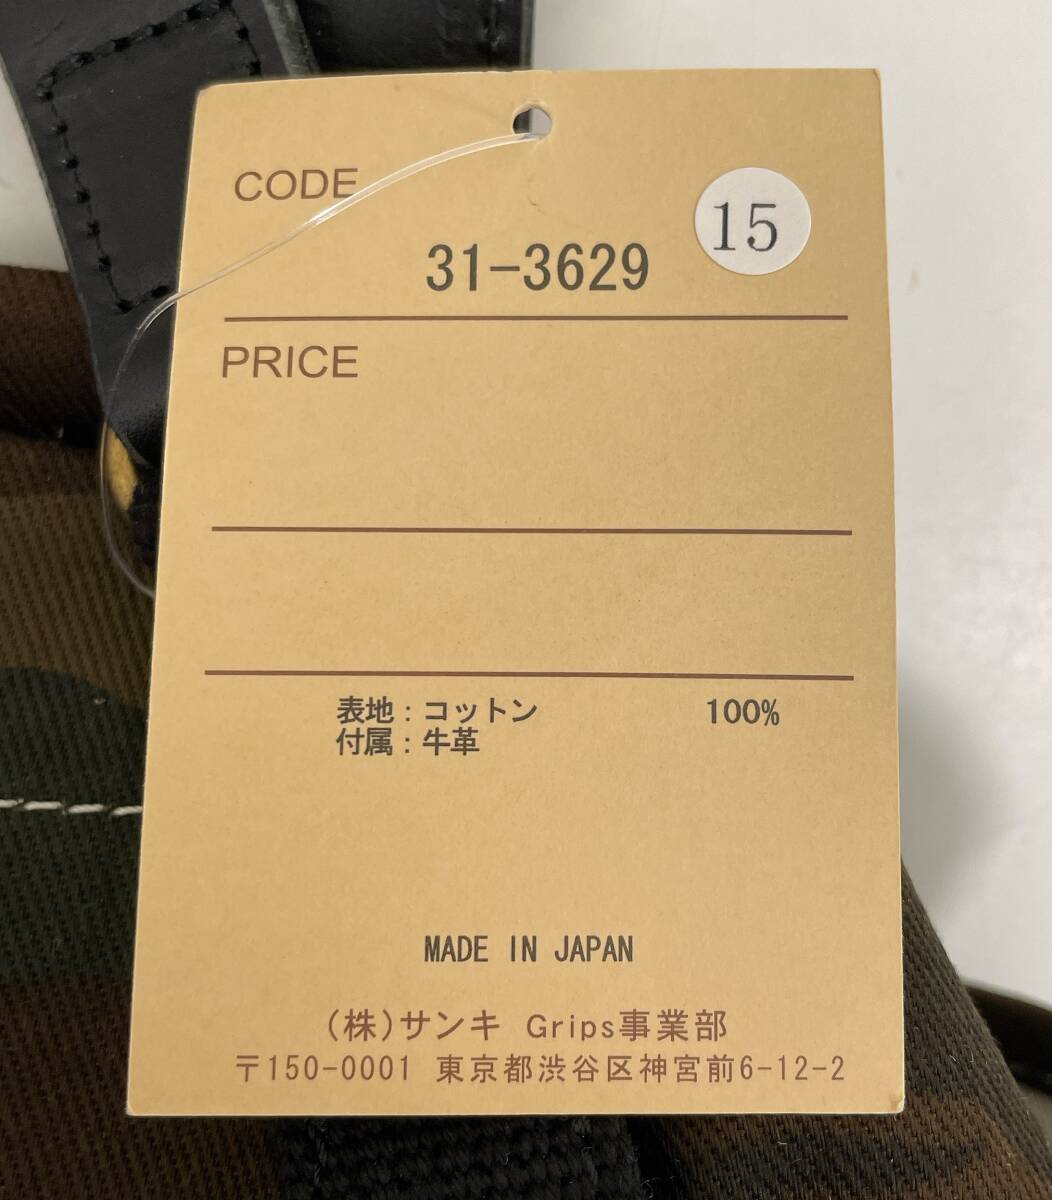 CODE
15
31-3629
PRICE
表地：コットン 100%
付属：牛革
MADE IN JAPAN
(株)サンキ Grips事業部
〒150-0001 東京都渋谷区神宮前6-12-2